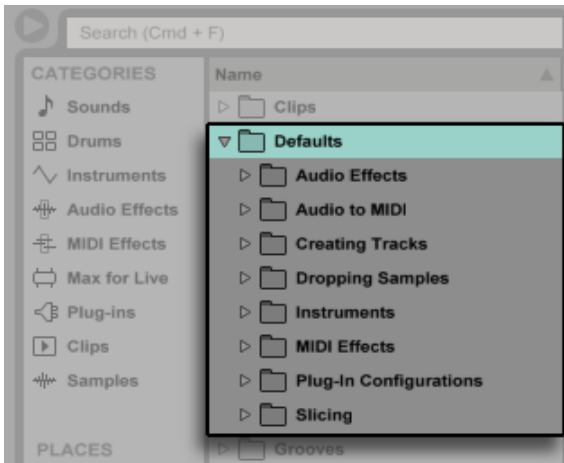 Search (Cmd + F)
CATEGORIES
Sounds
Drums
Instruments
Audio Effects
MIDI Effects
Max for Live
Plug-ins
Clips
Samples
PLACES
Name
Clips
Defaults
Audio Effects
Audio to MIDI
Creating Tracks
Dropping Samples
Instruments
MIDI Effects
Plug-In Configurations
Slicing
Grooves